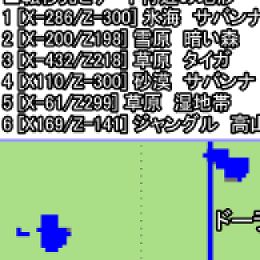 1 [X-286/Z-300] 氷海 サバンナ
2 [X-200/Z198] 雪原 暗い森
3 [X-432/Z218] 草原 タイガ
4 [X110/Z-300] 砂漠 サバンナ
5 [X-61/Z299] 草原 湿地帯
6 [X169/Z-141] ジャングル 高山
ドーラ